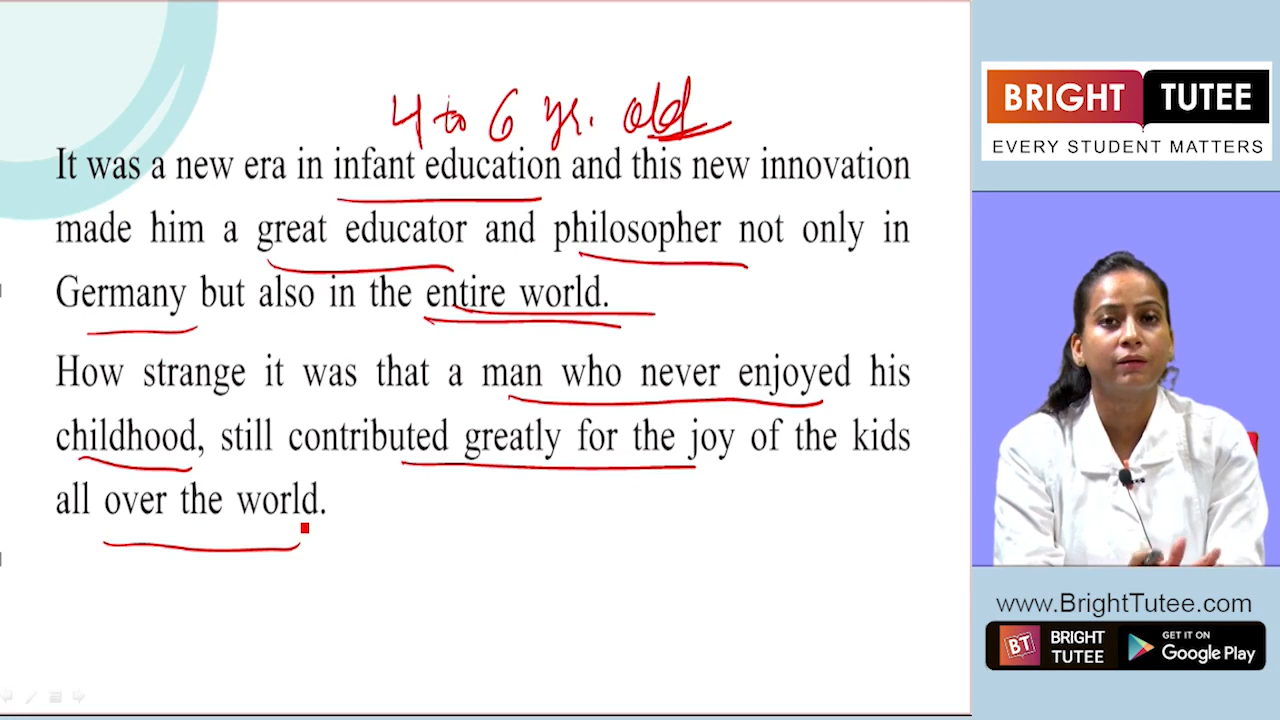 4 to 6 yr. old
It was a new era in infant education and this new innovation
made him a great educator and philosopher not only in
Germany but also in the entire world.
How strange it was that a man who never enjoyed his
childhood, still contributed greatly for the joy of the kids
all over the world.
BRIGHT TUTEE
EVERY STUDENT MATTERS
www.BrightTutee.com
BT BRIGHT TUTEE
GET IT ON
Google Play